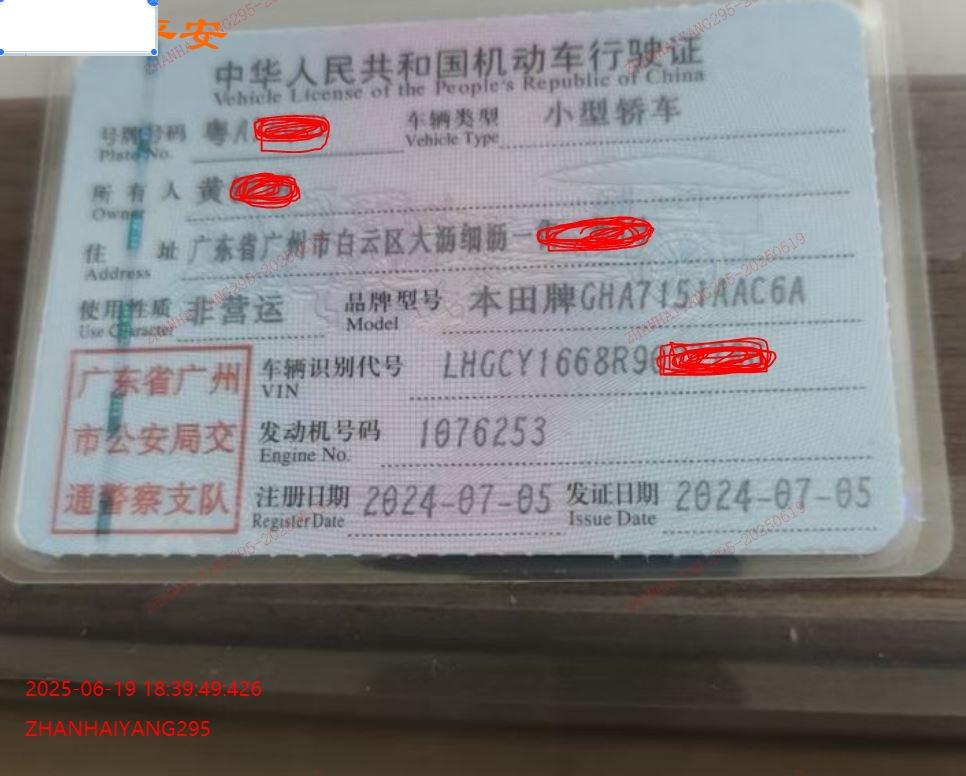 平安
中华人民共和国机动车行驶证
Vehicle License of the People's Republic of China
号牌号码 粤A 车辆类型 小型轿车
Plate No. Vehicle Type
所有人 黄
Owner
住址 广东省广州市白云区大沥细沥一
Address
使用性质 非营运 品牌型号 本田牌GHA7151AAC6A
Use Character Model
广东省广州
市公安局交
通警察支队
车辆识别代号 LHGCY1668R9
VIN
发动机号码 1076253
Engine No.
注册日期 2024-07-05 发证日期 2024-07-05
Register Date Issue Date
2025-06-19 18:39:49:426
ZHANHAIYANG295
ZHANHAIYANG295-20250619